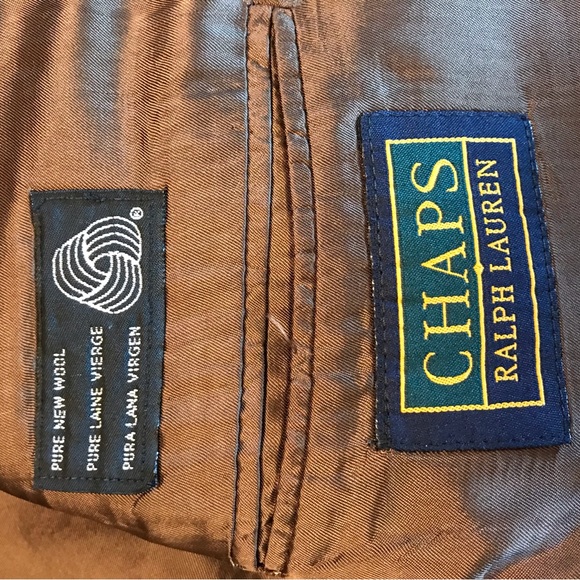 CHAPS
RALPH LAUREN
®
PURE NEW WOOL
PURE LAINE VIERGE
PURA LANA VIRGEN